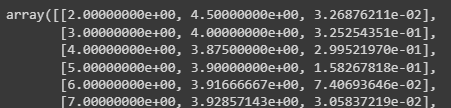 array([[2.00000000e+00, 4.50000000e+00, 3.26876211e-02],
[3.00000000e+00, 4.00000000e+00, 3.25254351e-01],
[4.00000000e+00, 3.87500000e+00, 2.99521970e-01],
[5.00000000e+00, 3.90000000e+00, 1.58267818e-01],
[6.00000000e+00, 3.91666667e+00, 7.40693646e-02],
[7.00000000e+00, 3.92857143e+00, 3.05837219e-02],